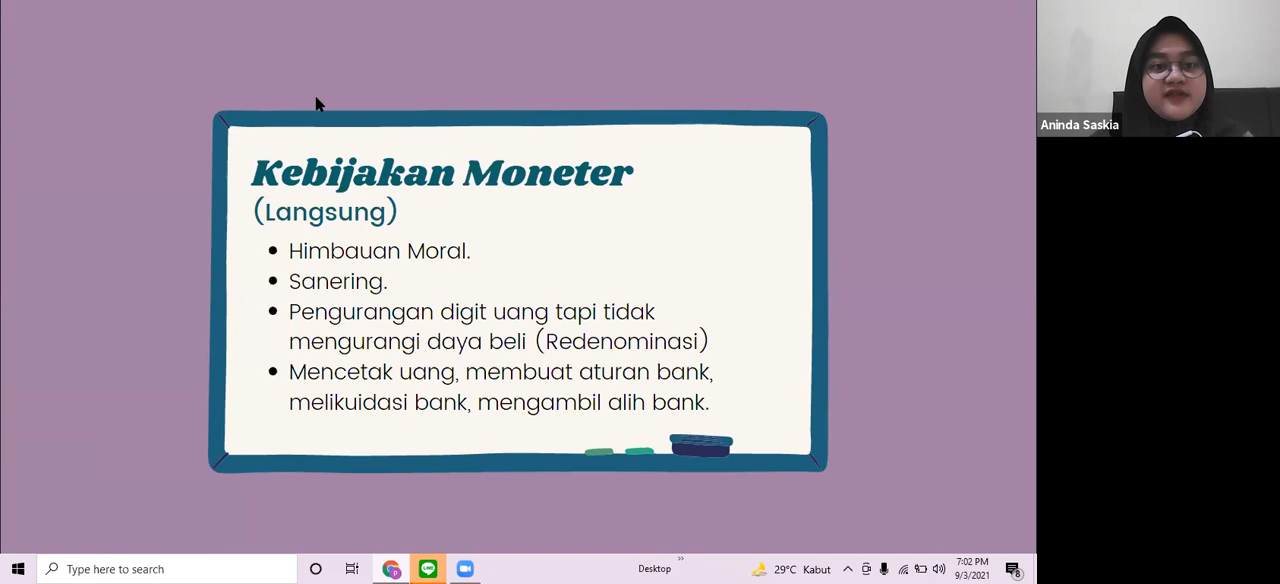 Kebijakan Moneter
(Langsung)
Himbauan Moral.
Sanering.
Pengurangan digit uang tapi tidak
mengurangi daya beli (Redenominasi)
Mencetak uang, membuat aturan bank,
melikuidasi bank, mengambil alih bank.
Aninda Saskia
Type here to search
P
LINE
Desktop
29°C Kabut
7:02 PM
9/3/2021
8